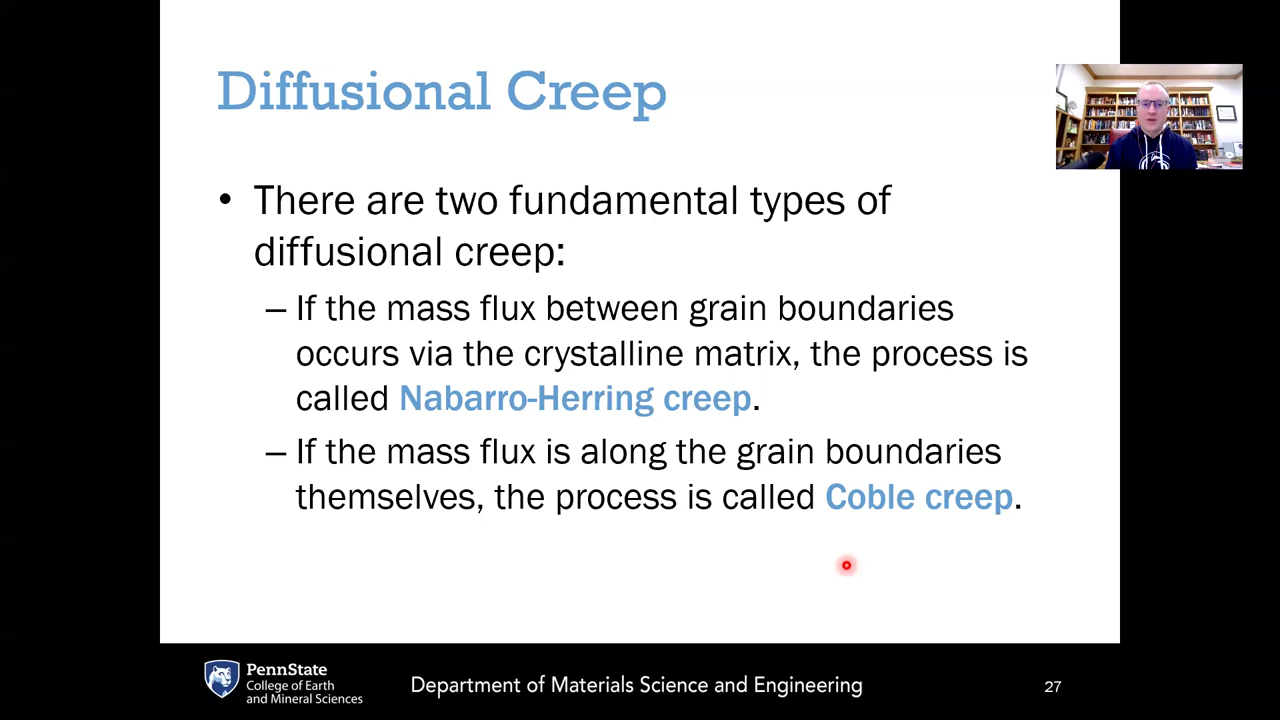 Diffusional Creep
• There are two fundamental types of
diffusional creep:
– If the mass flux between grain boundaries
occurs via the crystalline matrix, the process is
called Nabarro-Herring creep.
– If the mass flux is along the grain boundaries
themselves, the process is called Coble creep.
PennState
College of Earth
and Mineral Sciences
Department of Materials Science and Engineering
27